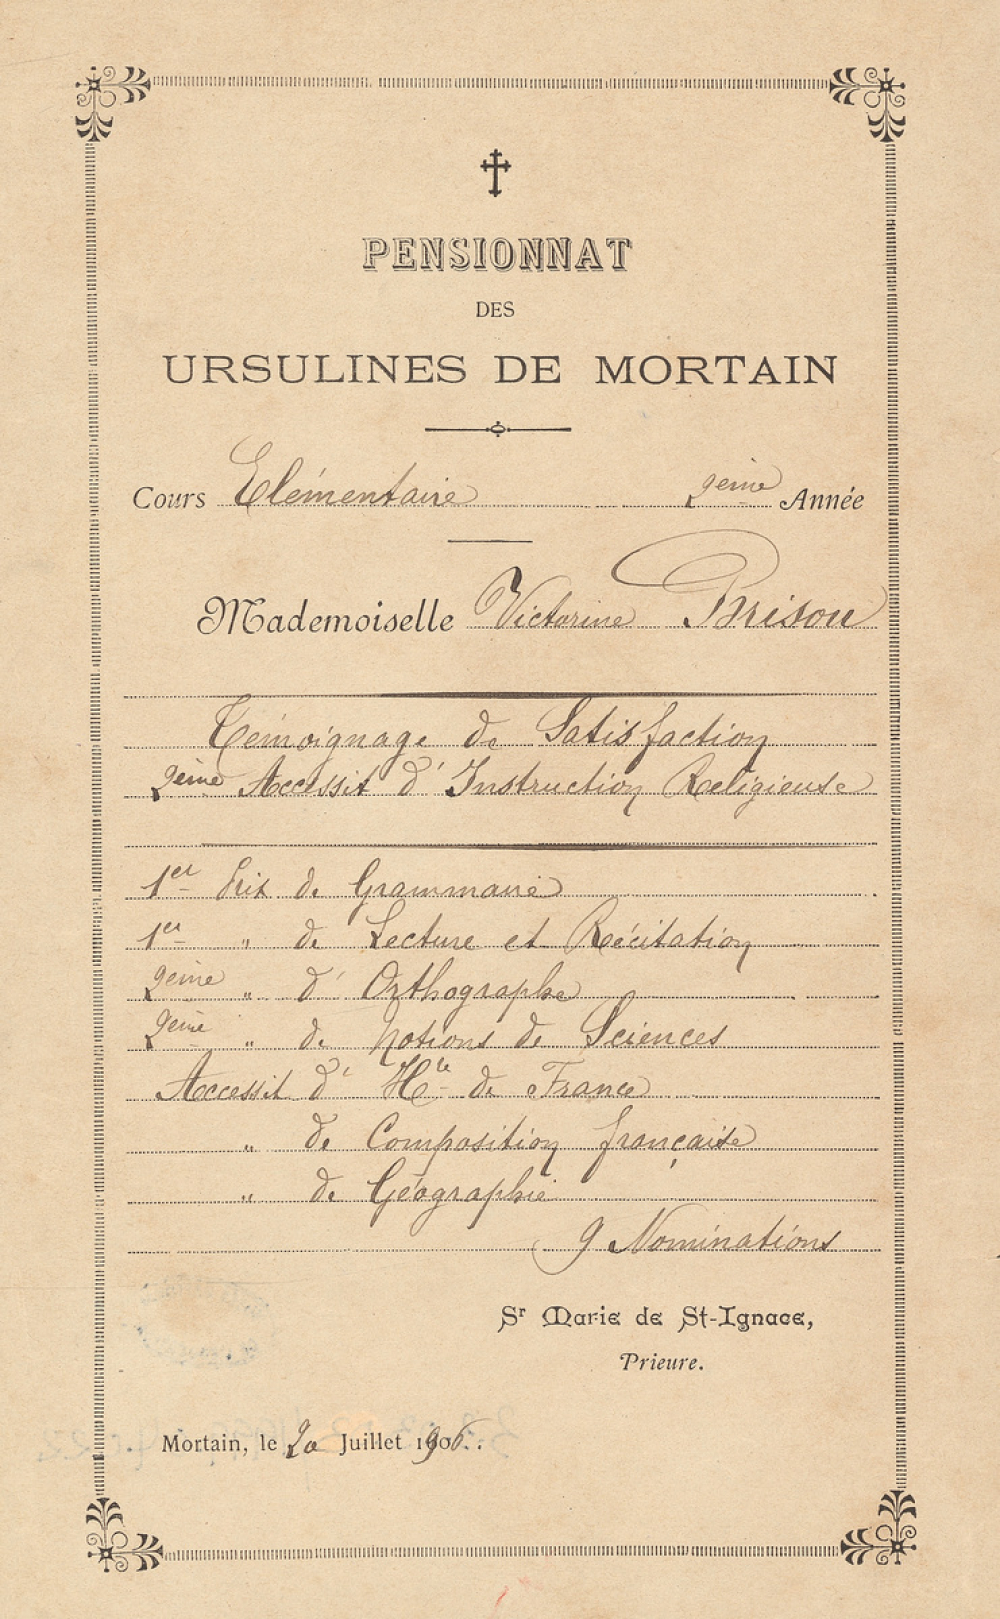 PENSIONNAT
DES
URSULINES DE MORTAIN
Cours Elémentaire 2ème Année
Mademoiselle Victorine Brison
Témoignage de Satisfaction
2ème Accessit d'Instruction Religieuse
1er Prix de Grammaire
1er " de Lecture et Récitation
2ème " d'Orthographe
2ème " de Notions de Sciences
Accessit d'Hre de France
" de Composition française
" de Géographie
9 Nominations
Sr Marie de St-Ignace,
Prieure.
Mortain, le 20 Juillet 1906.